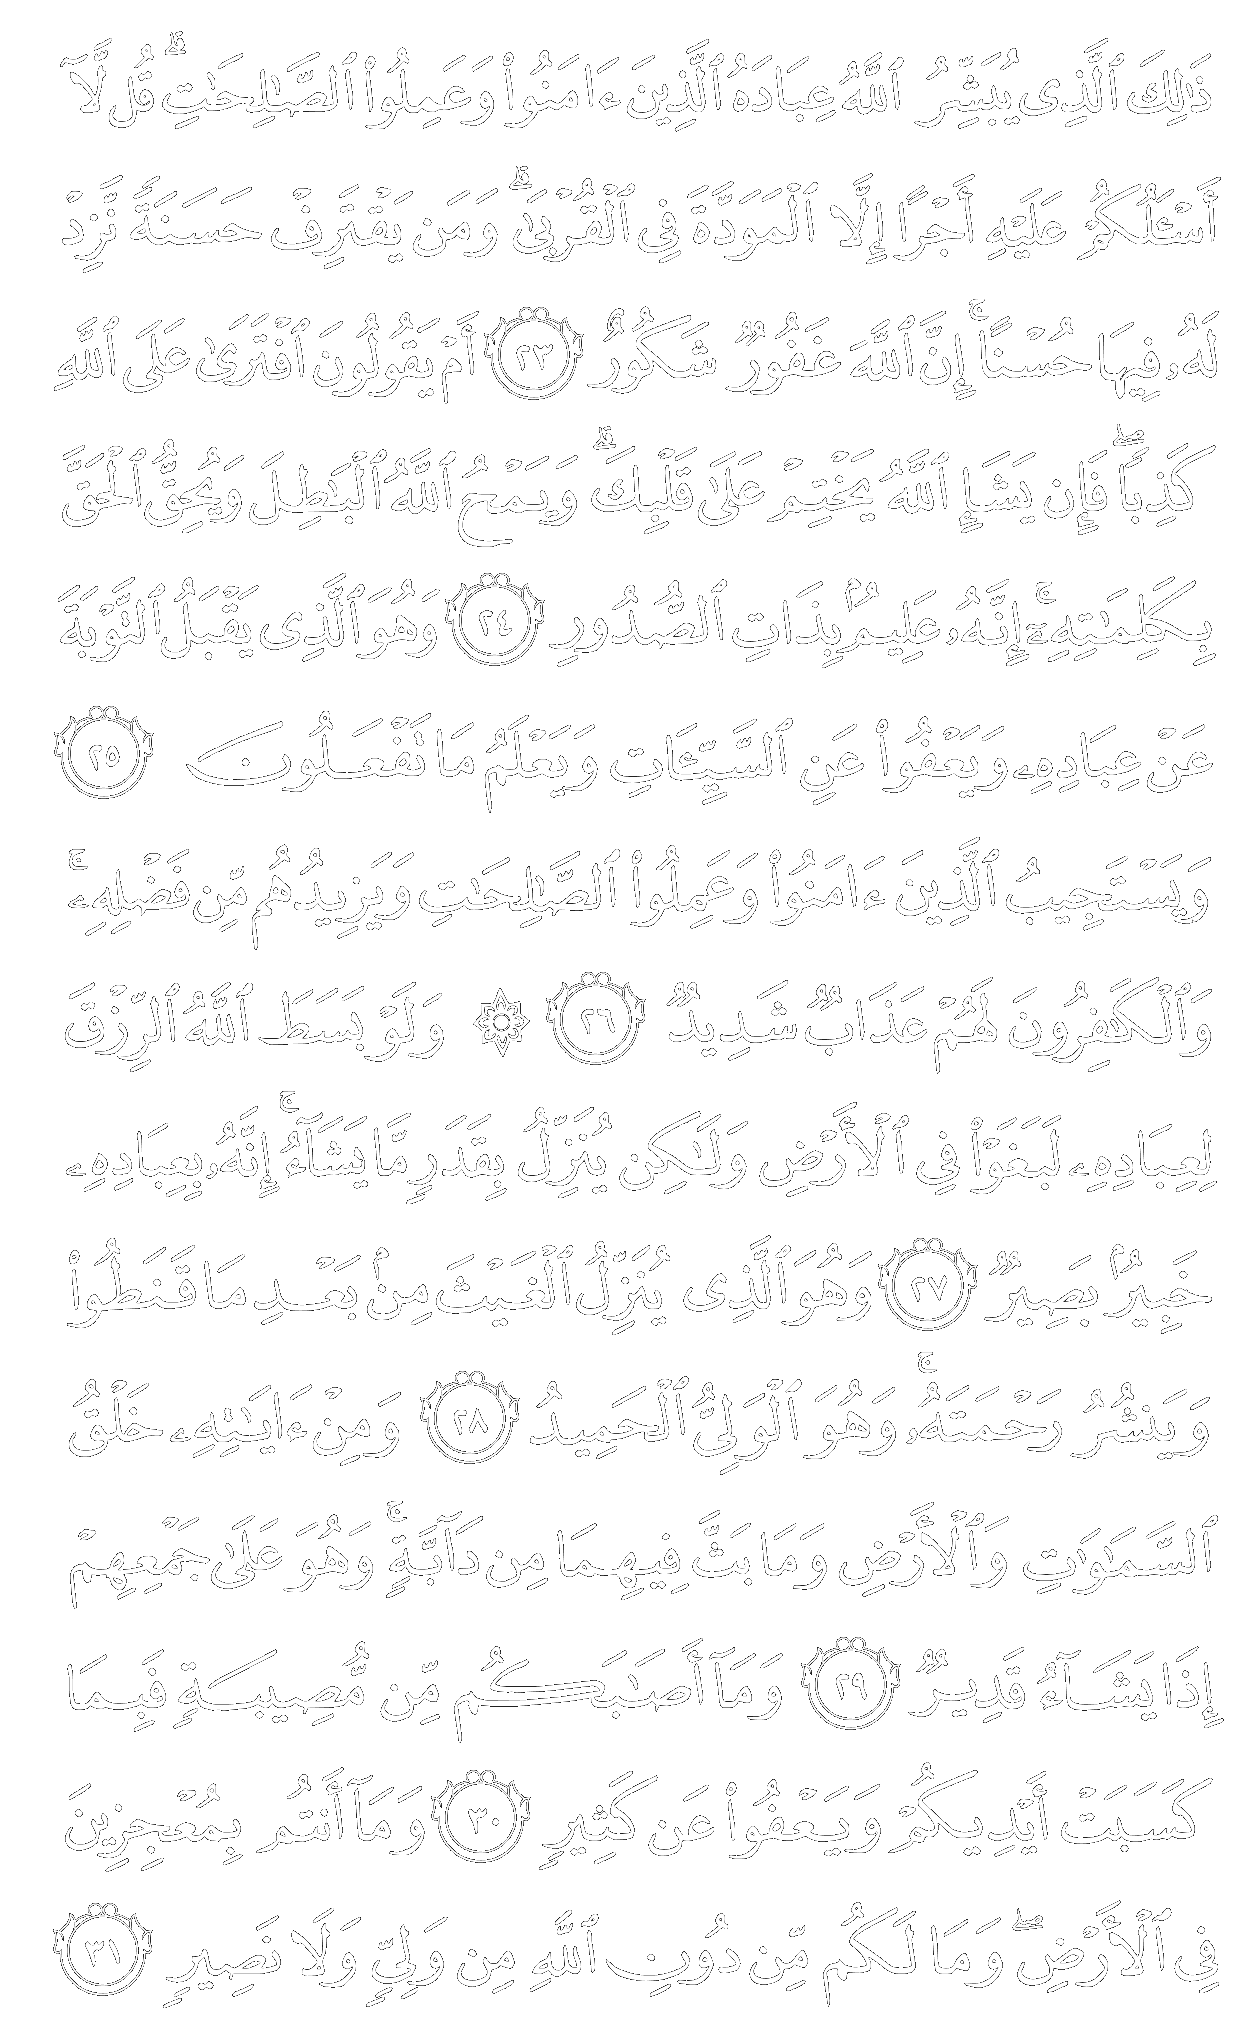 ذَٰلِكَ ٱلَّذِى يُبَشِّرُ ٱللَّهُ عِبَادَهُ ٱلَّذِينَ ءَامَنُوا۟ وَعَمِلُوا۟ ٱلصَّٰلِحَٰتِ ۗ قُل لَّآ
أَسْـَٔلُكُمْ عَلَيْهِ أَجْرًا إِلَّا ٱلْمَوَدَّةَ فِى ٱلْقُرْبَىٰ ۗ وَمَن يَقْتَرِفْ حَسَنَةً نَّزِدْ
لَهُۥ فِيهَا حُسْنًا ۚ إِنَّ ٱللَّهَ غَفُورٌ شَكُورٌ ٢٣ أَمْ يَقُولُونَ ٱفْتَرَىٰ عَلَى ٱللَّهِ
كَذِبًا ۖ فَإِن يَشَإِ ٱللَّهُ يَخْتِمْ عَلَىٰ قَلْبِكَ ۗ وَيَمْحُ ٱللَّهُ ٱلْبَٰطِلَ وَيُحِقُّ ٱلْحَقَّ
بِكَلِمَٰتِهِۦٓ ۚ إِنَّهُۥ عَلِيمٌۢ بِذَاتِ ٱلصُّدُورِ ٢٤ وَهُوَ ٱلَّذِى يَقْبَلُ ٱلتَّوْبَةَ
عَنْ عِبَادِهِۦ وَيَعْفُوا۟ عَنِ ٱلسَّيِّـَٔاتِ وَيَعْلَمُ مَا تَفْعَلُونَ ٢٥
وَيَسْتَجِيبُ ٱلَّذِينَ ءَامَنُوا۟ وَعَمِلُوا۟ ٱلصَّٰلِحَٰتِ وَيَزِيدُهُم مِّن فَضْلِهِۦ ۚ
وَٱلْكَٰفِرُونَ لَهُمْ عَذَابٌ شَدِيدٌ ٢٦ ۞ وَلَوْ بَسَطَ ٱللَّهُ ٱلرِّزْقَ
لِعِبَادِهِۦ لَبَغَوْا۟ فِى ٱلْأَرْضِ وَلَٰكِن يُنَزِّلُ بِقَدَرٍ مَّا يَشَآءُ ۚ إِنَّهُۥ بِعِبَادِهِۦ
خَبِيرٌۢ بَصِيرٌ ٢٧ وَهُوَ ٱلَّذِى يُنَزِّلُ ٱلْغَيْثَ مِنۢ بَعْدِ مَا قَنَطُوا۟
وَيَنشُرُ رَحْمَتَهُۥ ۚ وَهُوَ ٱلْوَلِىُّ ٱلْحَمِيدُ ٢٨ وَمِنْ ءَايَٰتِهِۦ خَلْقُ
ٱلسَّمَٰوَٰتِ وَٱلْأَرْضِ وَمَا بَثَّ فِيهِمَا مِن دَآبَّةٍ ۚ وَهُوَ عَلَىٰ جَمْعِهِمْ
إِذَا يَشَآءُ قَدِيرٌ ٢٩ وَمَآ أَصَٰبَكُم مِّن مُّصِيبَةٍ فَبِمَا
كَسَبَتْ أَيْدِيكُمْ وَيَعْفُوا۟ عَن كَثِيرٍ ٣٠ وَمَآ أَنتُم بِمُعْجِزِينَ
فِى ٱلْأَرْضِ ۖ وَمَا لَكُم مِّن دُونِ ٱللَّهِ مِن وَلِىٍّ وَلَا نَصِيرٍ ٣١